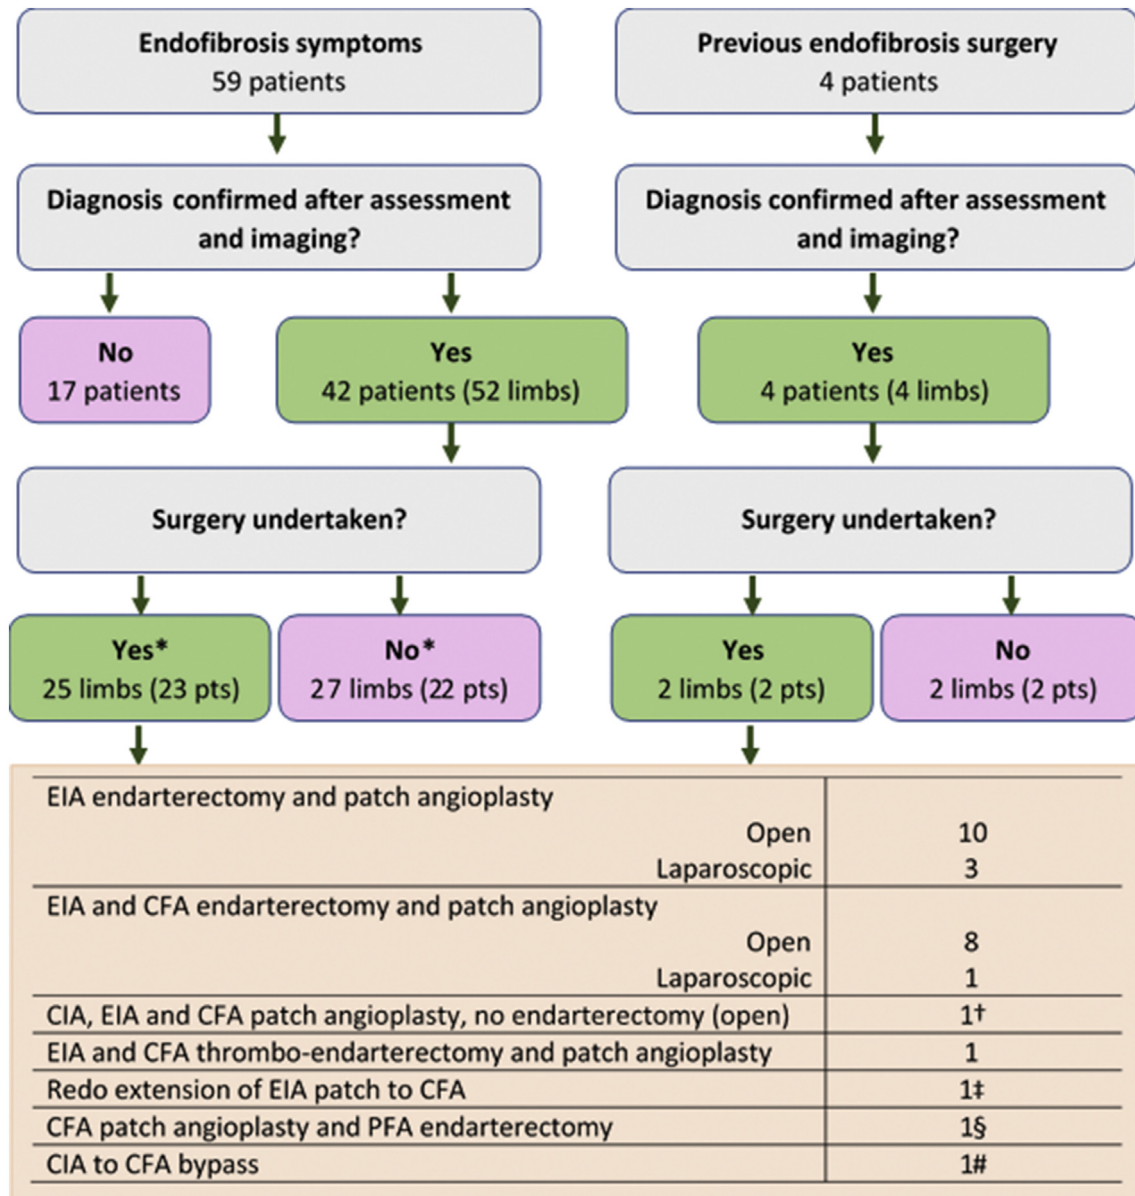 Endofibrosis symptoms
59 patients
Previous endofibrosis surgery
4 patients
Diagnosis confirmed after assessment
and imaging?
Diagnosis confirmed after assessment
and imaging?
No
17 patients
Yes
42 patients (52 limbs)
Yes
4 patients (4 limbs)
Surgery undertaken?
Surgery undertaken?
Yes*
25 limbs (23 pts)
No*
27 limbs (22 pts)
Yes
2 limbs (2 pts)
No
2 limbs (2 pts)
EIA endarterectomy and patch angioplasty
Open 10
Laparoscopic 3
EIA and CFA endarterectomy and patch angioplasty
Open 8
Laparoscopic 1
CIA, EIA and CFA patch angioplasty, no endarterectomy (open) 1†
EIA and CFA thrombo-endarterectomy and patch angioplasty 1
Redo extension of EIA patch to CFA 1‡
CFA patch angioplasty and PFA endarterectomy 1§
CIA to CFA bypass 1#